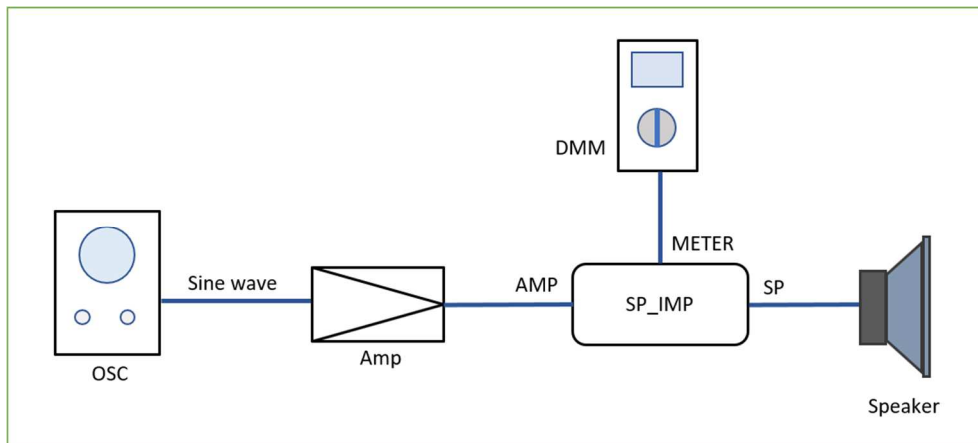 DMM
METER
Sine wave
AMP
SP_IMP
SP
OSC
Amp
Speaker